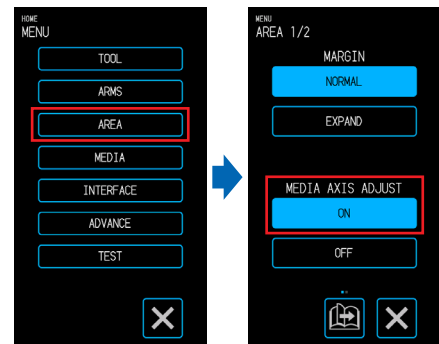 HOME
MENU
TOOL
ARMS
AREA
MEDIA
INTERFACE
ADVANCE
TEST
MENU
AREA 1/2
MARGIN
NORMAL
EXPAND
MEDIA AXIS ADJUST
ON
OFF